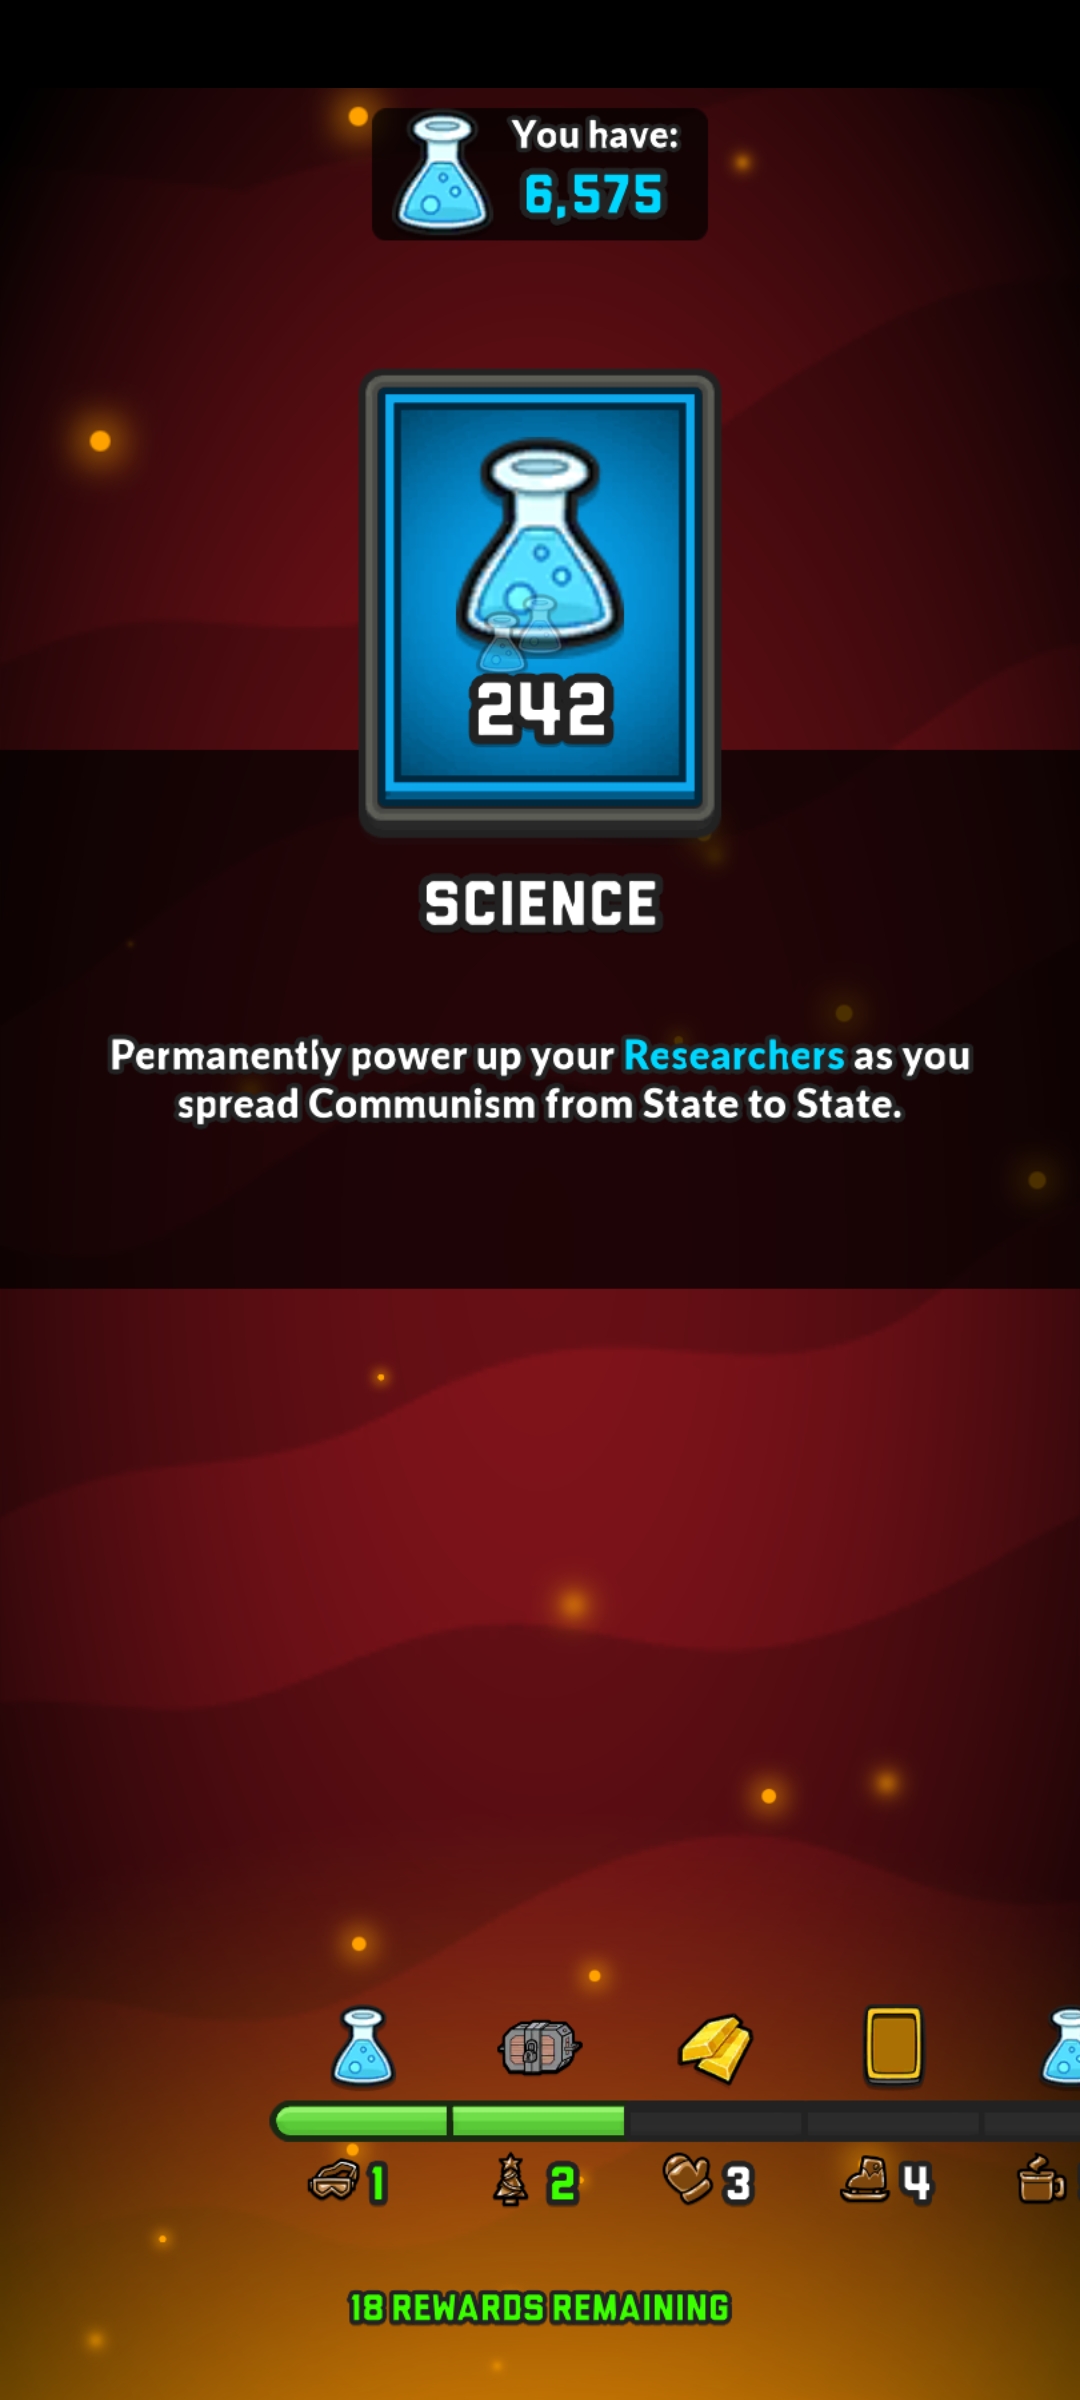 You have:
6,575
242
SCIENCE
Permanently power up your Researchers as you
spread Communism from State to State.
1
2
3
4
18 REWARDS REMAINING